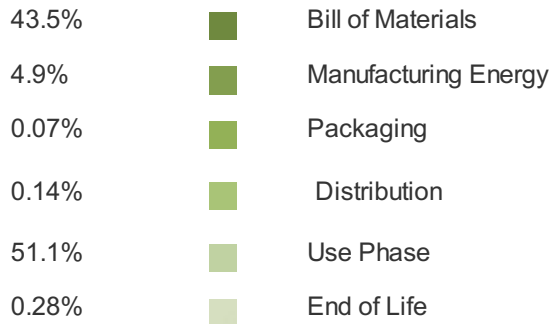 43.5% Bill of Materials
4.9% Manufacturing Energy
0.07% Packaging
0.14% Distribution
51.1% Use Phase
0.28% End of Life